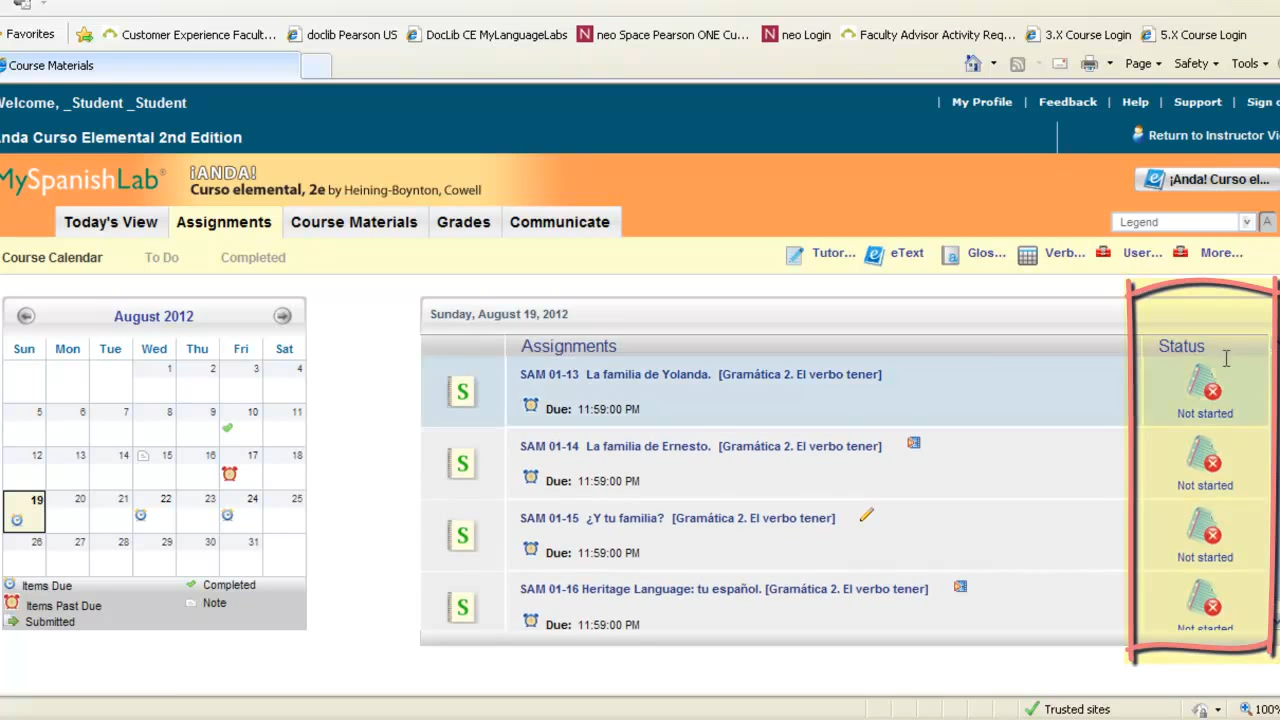 Favorites Customer Experience Facult... doclib Pearson US DocLib CE MyLanguageLabs neo Space Pearson ONE Cu... neo Login Faculty Advisor Activity Req... 3.X Course Login 5.X Course Login
Course Materials Page Safety Tools
Welcome, _Student _Student My Profile | Feedback | Help | Support | Sign
Anda Curso Elemental 2nd Edition Return to Instructor
MySpanishLab® ¡ANDA! ¡Anda! Curso el...
Curso elemental, 2e by Heining-Boynton, Cowell
Today's View Assignments Course Materials Grades Communicate Legend A
Course Calendar To Do Completed Tutor... eText Glos... Verb... User... More...
August 2012
Sun Mon Tue Wed Thu Fri Sat
1 2 3 4
5 6 7 8 9 10 11
12 13 14 15 16 17 18
19 20 21 22 23 24 25
26 27 28 29 30 31
Items Due Completed
Items Past Due Note
Submitted
Sunday, August 19, 2012
Assignments Status
S SAM 01-13 La familia de Yolanda. [Gramática 2. El verbo tener]
Due: 11:59:00 PM Not started
S SAM 01-14 La familia de Ernesto. [Gramática 2. El verbo tener]
Due: 11:59:00 PM Not started
S SAM 01-15 ¿Y tu familia? [Gramática 2. El verbo tener]
Due: 11:59:00 PM Not started
S SAM 01-16 Heritage Language: tu español. [Gramática 2. El verbo tener]
Due: 11:59:00 PM Not started
Trusted sites 100%